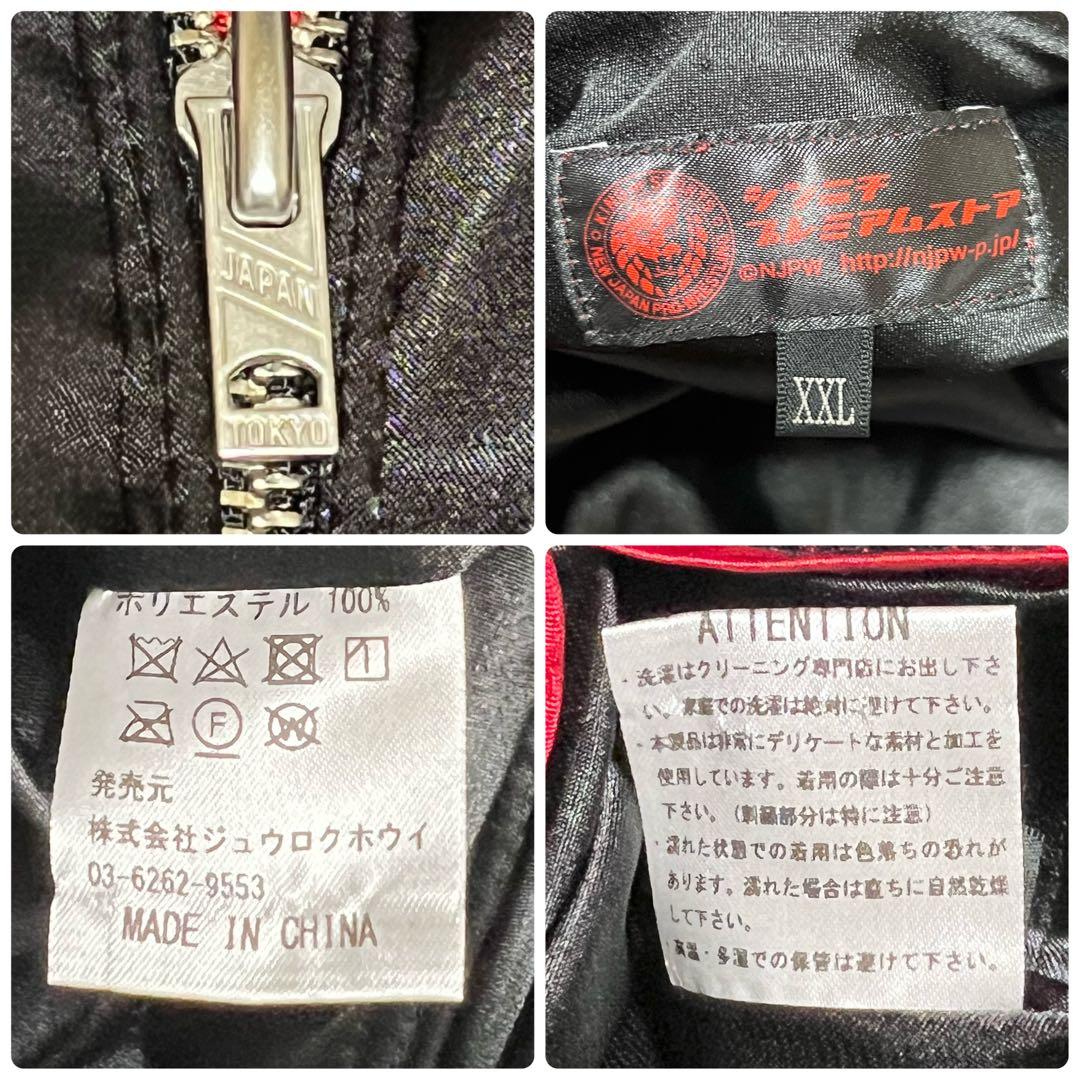 JAPAN
TOKYO
シンニチ
プレミアムストア
©NJPW http://njpw-p.jp/
NEW JAPAN PRO-WRESTLING
XXL
ポリエステル 100%
F
W
発売元
株式会社ジュウロクホウイ
03-6262-9553
MADE IN CHINA
ATTENTION
・洗濯はクリーニング専門店にお出し下さ
い。家庭での洗濯は絶対に避けて下さい。
・本製品は非常にデリケートな素材と加工を
使用しています。着用の際は十分ご注意
下さい。(刺繍部分は特に注意)
・濡れた状態での着用は色落ちの恐れが
あります。濡れた場合は直ちに自然乾燥
して下さい。
・高温・多湿での保管は避けて下さい。